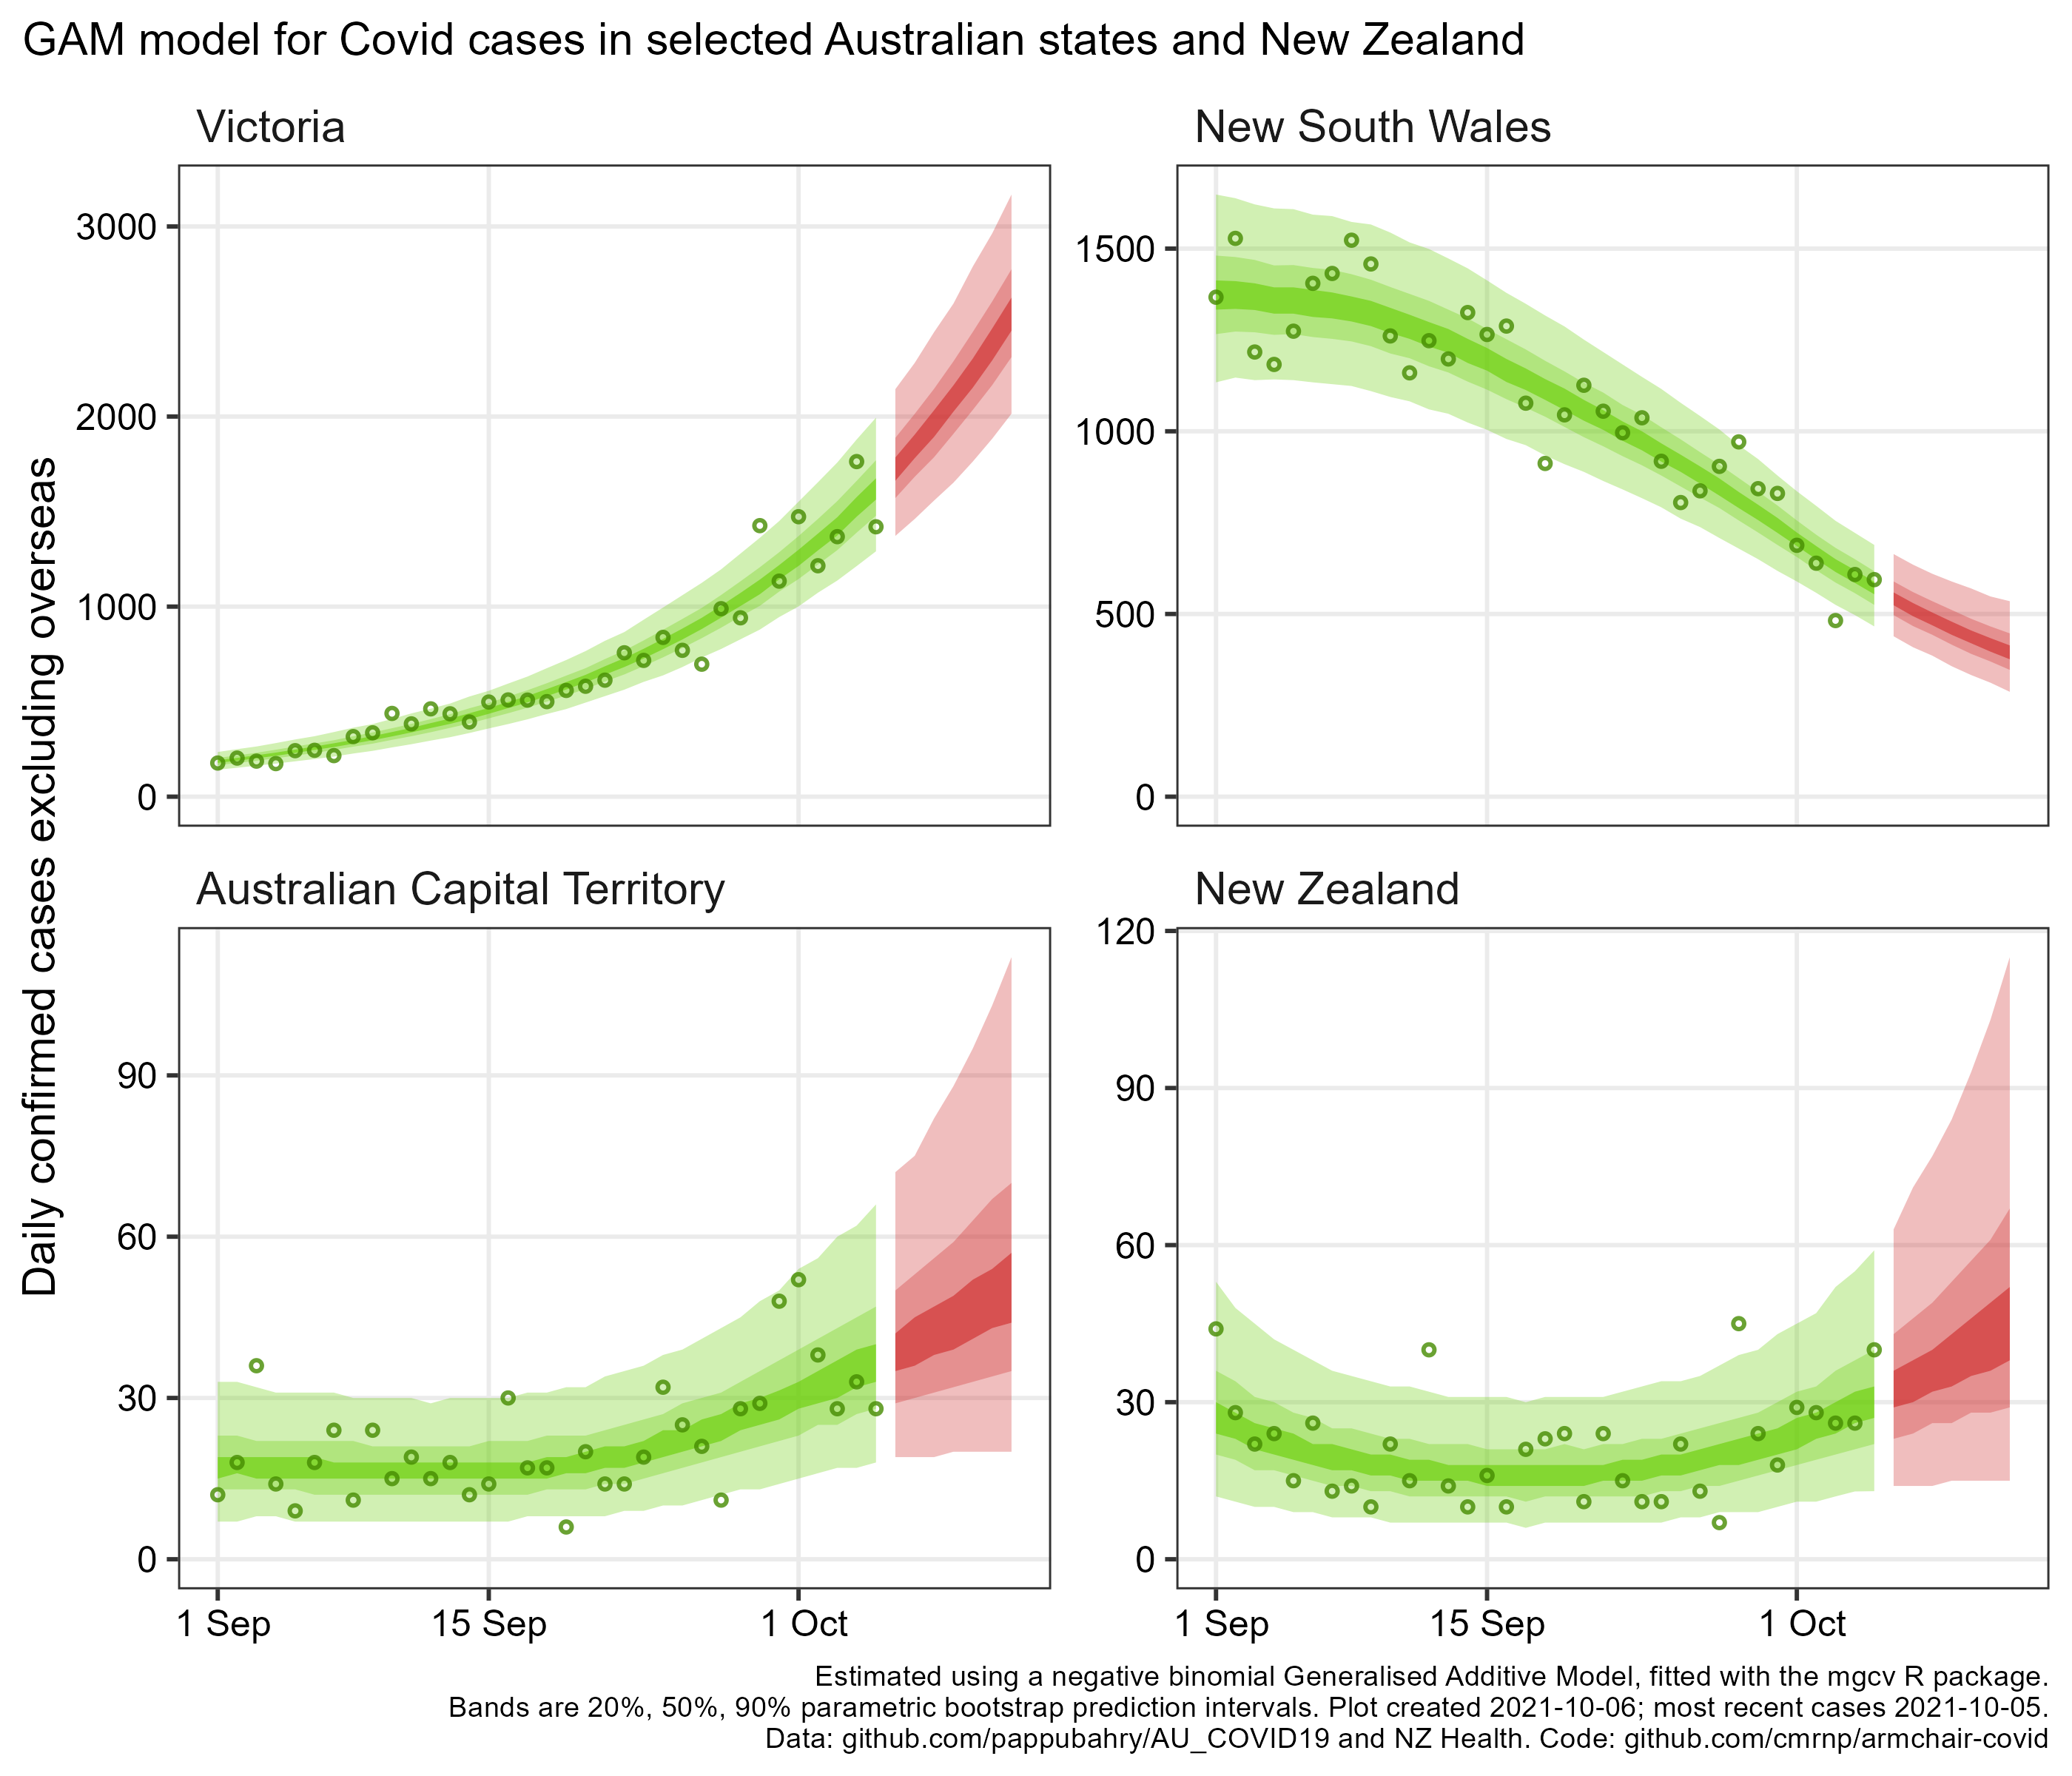 GAM model for Covid cases in selected Australian states and New Zealand
Daily confirmed cases excluding overseas
Victoria
3000
2000
1000
0
New South Wales
1500
1000
500
0
Australian Capital Territory
90
60
30
0
1 Sep
15 Sep
1 Oct
New Zealand
120
90
60
30
0
1 Sep
15 Sep
1 Oct
Estimated using a negative binomial Generalised Additive Model, fitted with the mgcv R package.
Bands are 20%, 50%, 90% parametric bootstrap prediction intervals. Plot created 2021-10-06; most recent cases 2021-10-05.
Data: github.com/pappubahry/AU_COVID19 and NZ Health. Code: github.com/cmrnp/armchair-covid